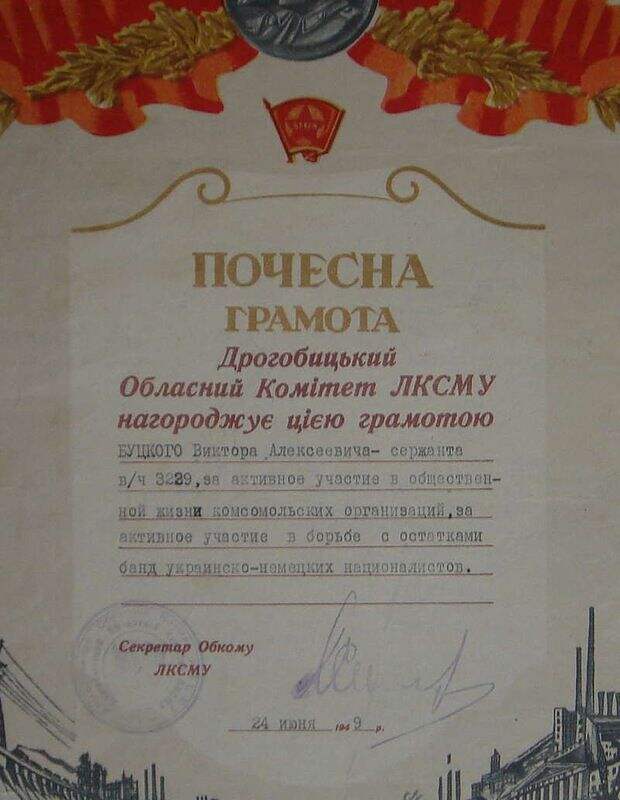 ПОЧЕСНА
ГРАМОТА
Дрогобицький
Обласний Комітет ЛКСМУ
нагороджує цією грамотою
БУЦКОГО Виктора Алексеевича- сержанта
в/ч 3229,за активное участие в обществен-
ной жизни комсомольских организаций,за
активное участие в борьбе с остатками
банд украинско-немецких националистов.
Секретар Обкому
ЛКСМУ
24 июня 1949 р.